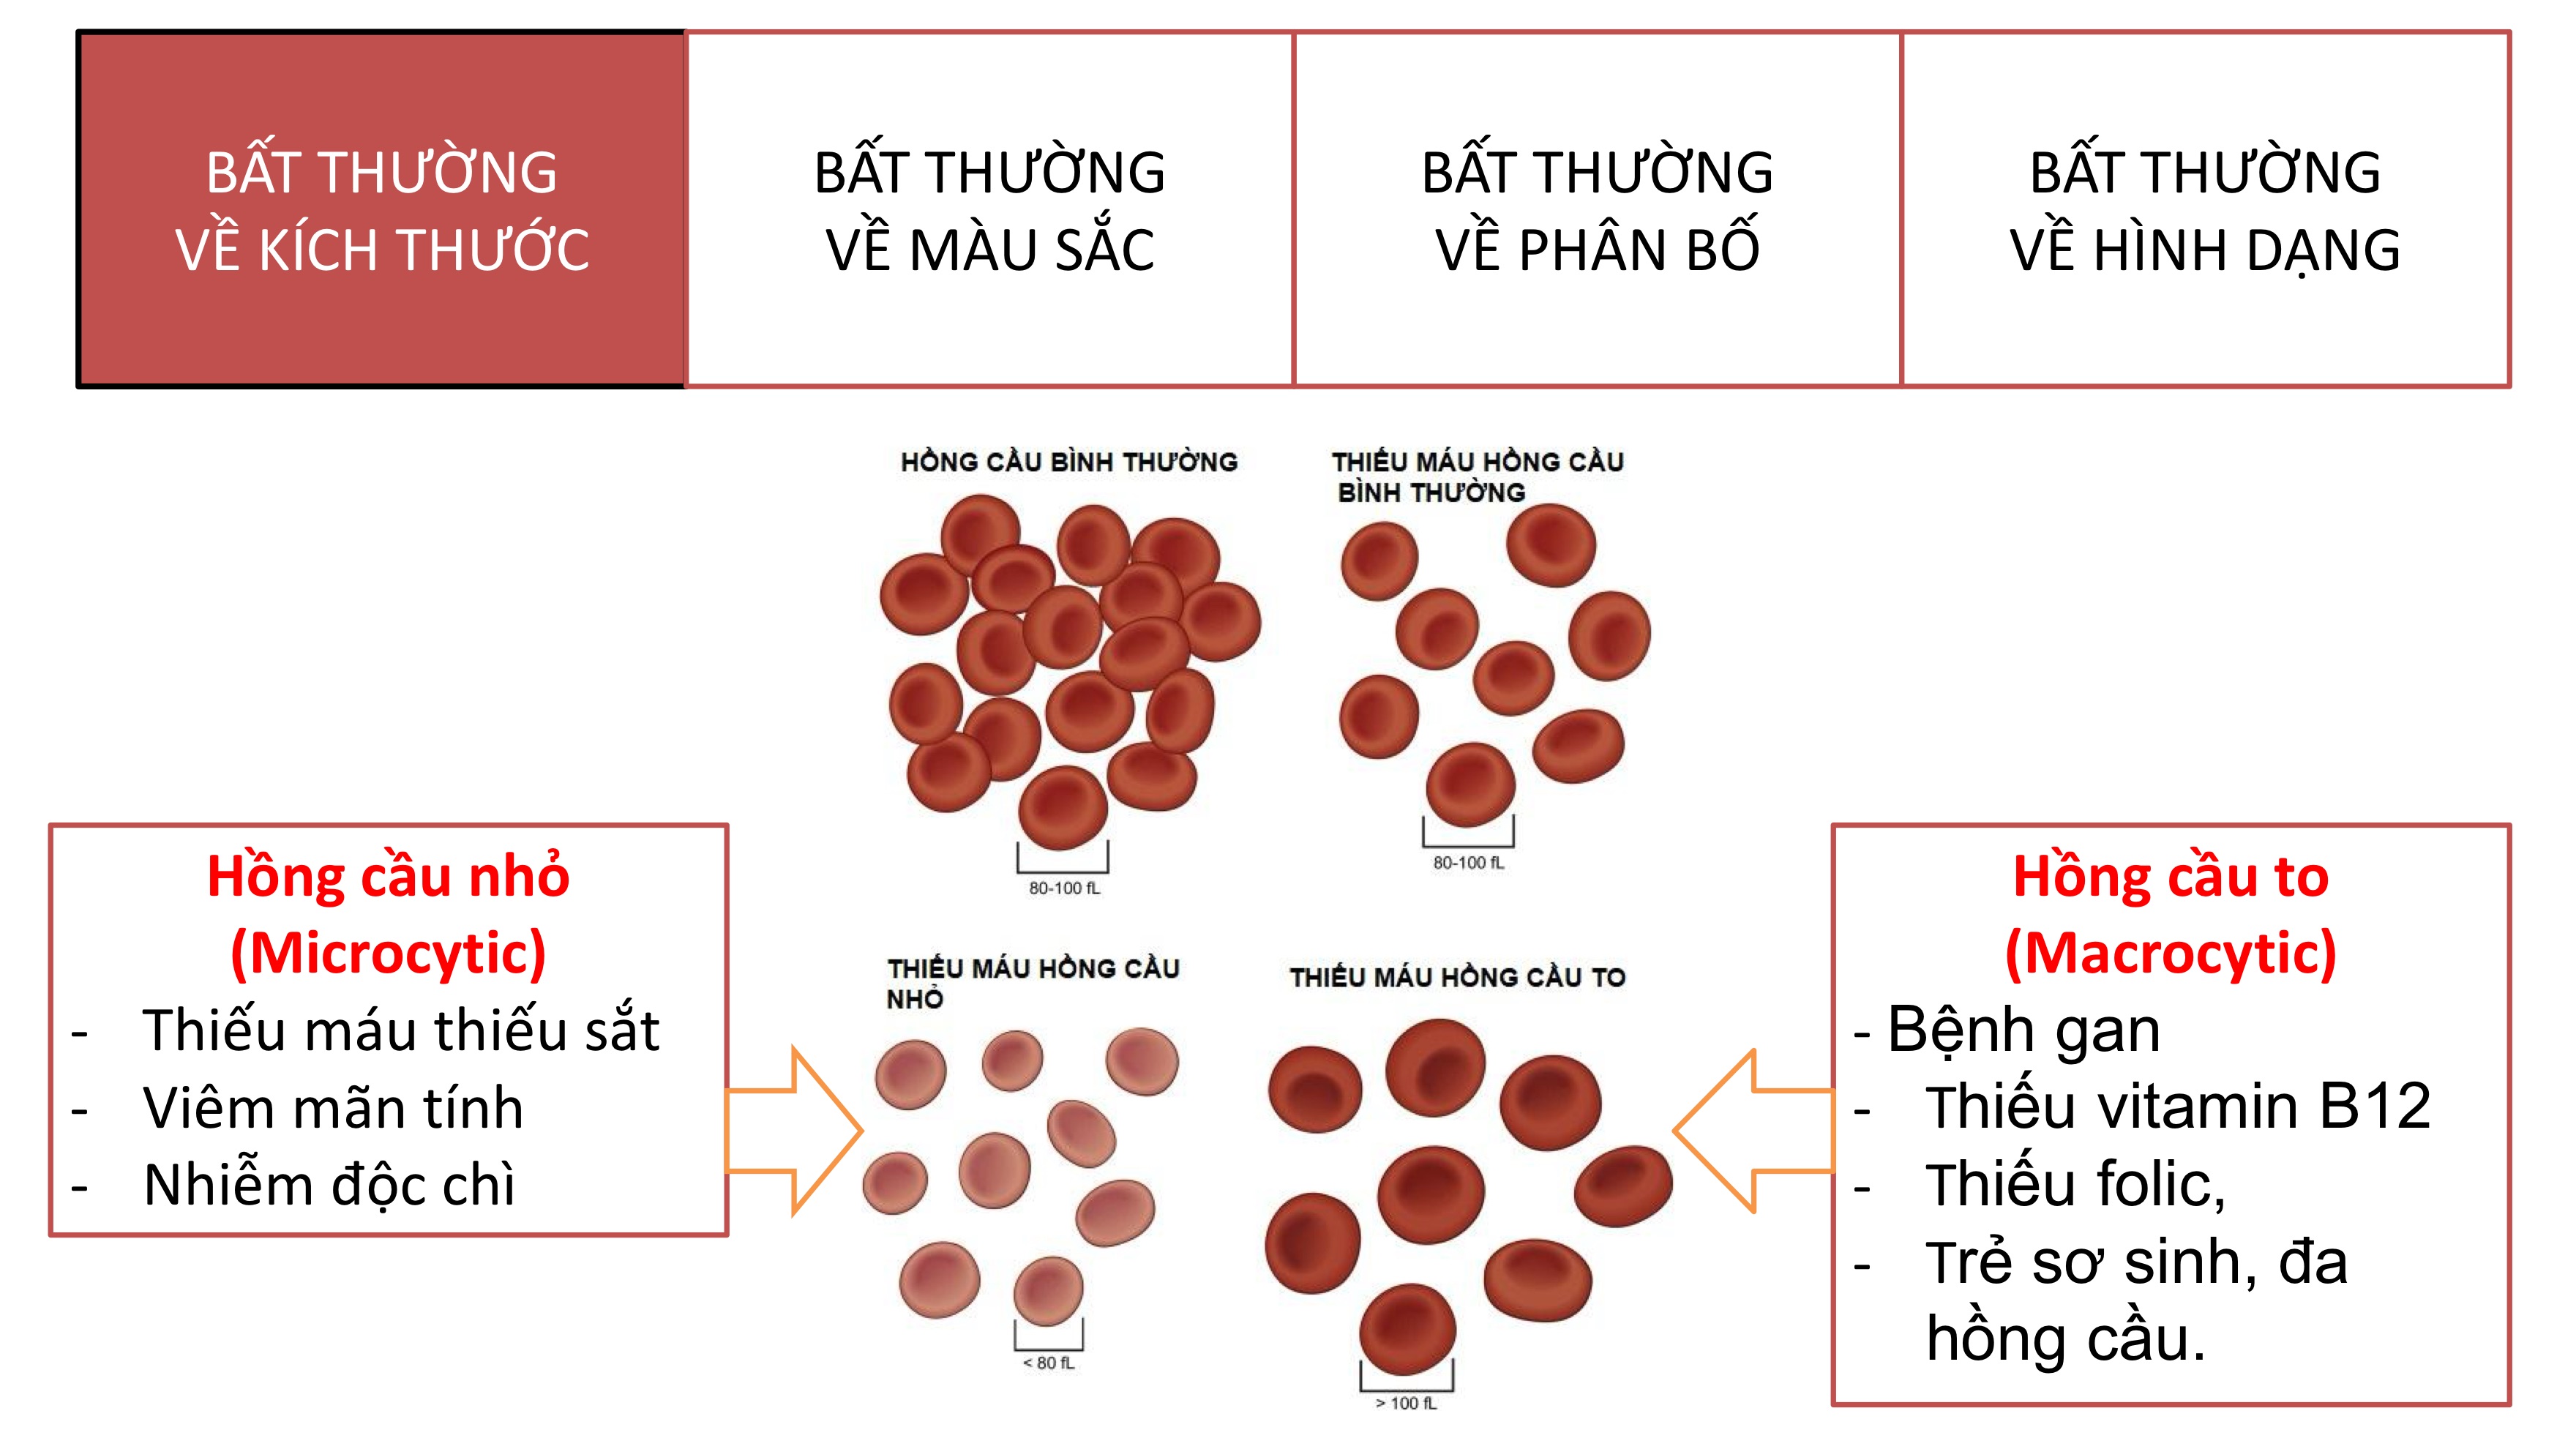 BẤT THƯỜNG
VỀ KÍCH THƯỚC
BẤT THƯỜNG
VỀ MÀU SẮC
BẤT THƯỜNG
VỀ PHÂN BỐ
BẤT THƯỜNG
VỀ HÌNH DẠNG
HỒNG CẦU BÌNH THƯỜNG
80-100 fL
THIẾU MÁU HỒNG CẦU
BÌNH THƯỜNG
80-100 fL
Hồng cầu nhỏ
(Microcytic)
- Thiếu máu thiếu sắt
- Viêm mãn tính
- Nhiễm độc chì
THIẾU MÁU HỒNG CẦU
NHỎ
< 80 fL
THIẾU MÁU HỒNG CẦU TO
> 100 fL
Hồng cầu to
(Macrocytic)
- Bệnh gan
- Thiếu vitamin B12
- Thiếu folic,
- Trẻ sơ sinh, đa
hồng cầu.